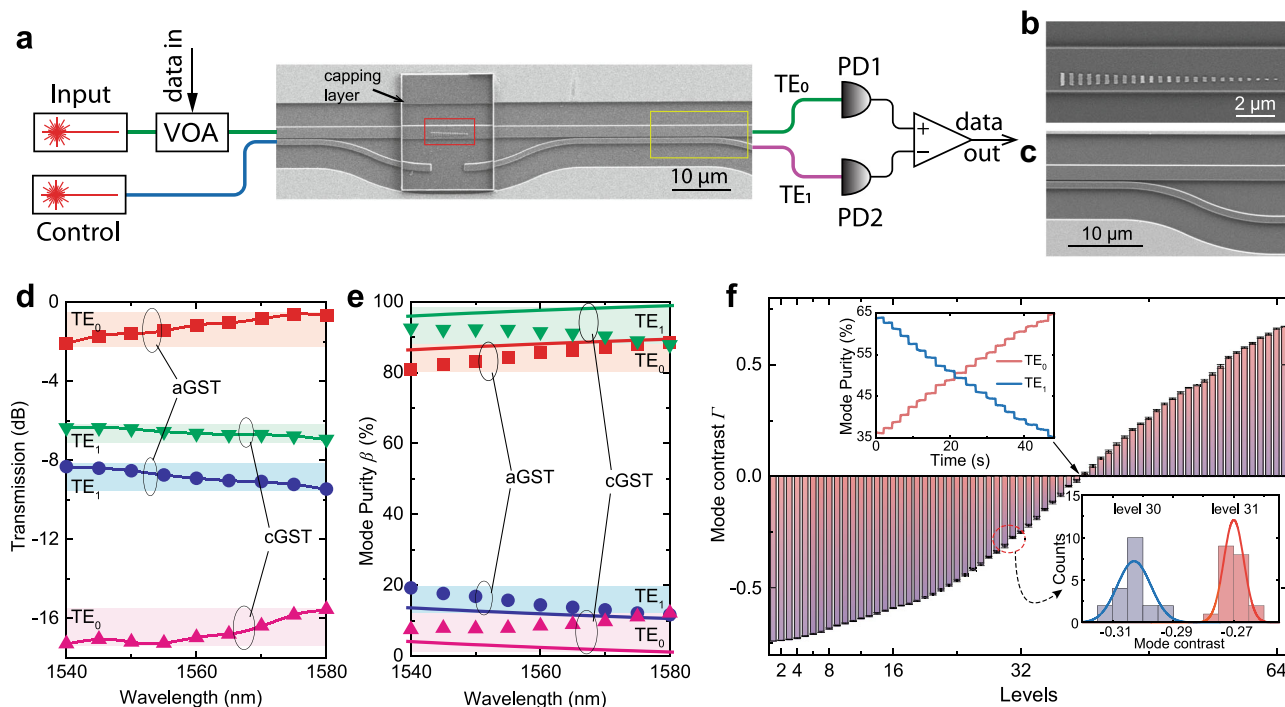 a
Input
data in
VOA
Control
capping
layer
10 µm
TE0
TE1
PD1
PD2
+
−
data
out
b
2 µm
c
10 µm
d
Transmission (dB)
0
-4
-8
-12
-16
TE0
aGST
TE1
TE1
cGST
TE0
1540
1560
1580
Wavelength (nm)
e
Mode Purity β (%)
100
80
60
40
20
0
TE1
TE0
aGST
cGST
TE1
TE0
1540
1560
1580
Wavelength (nm)
f
Mode contrast Γ
0.5
0.0
-0.5
2 4 8 16 32 64
Levels
Mode Purity (%)
65
55
45
35
TE0
TE1
0 20 40
Time (s)
Counts
15
10
5
0
level 30 level 31
-0.31 -0.29 -0.27
Mode contrast